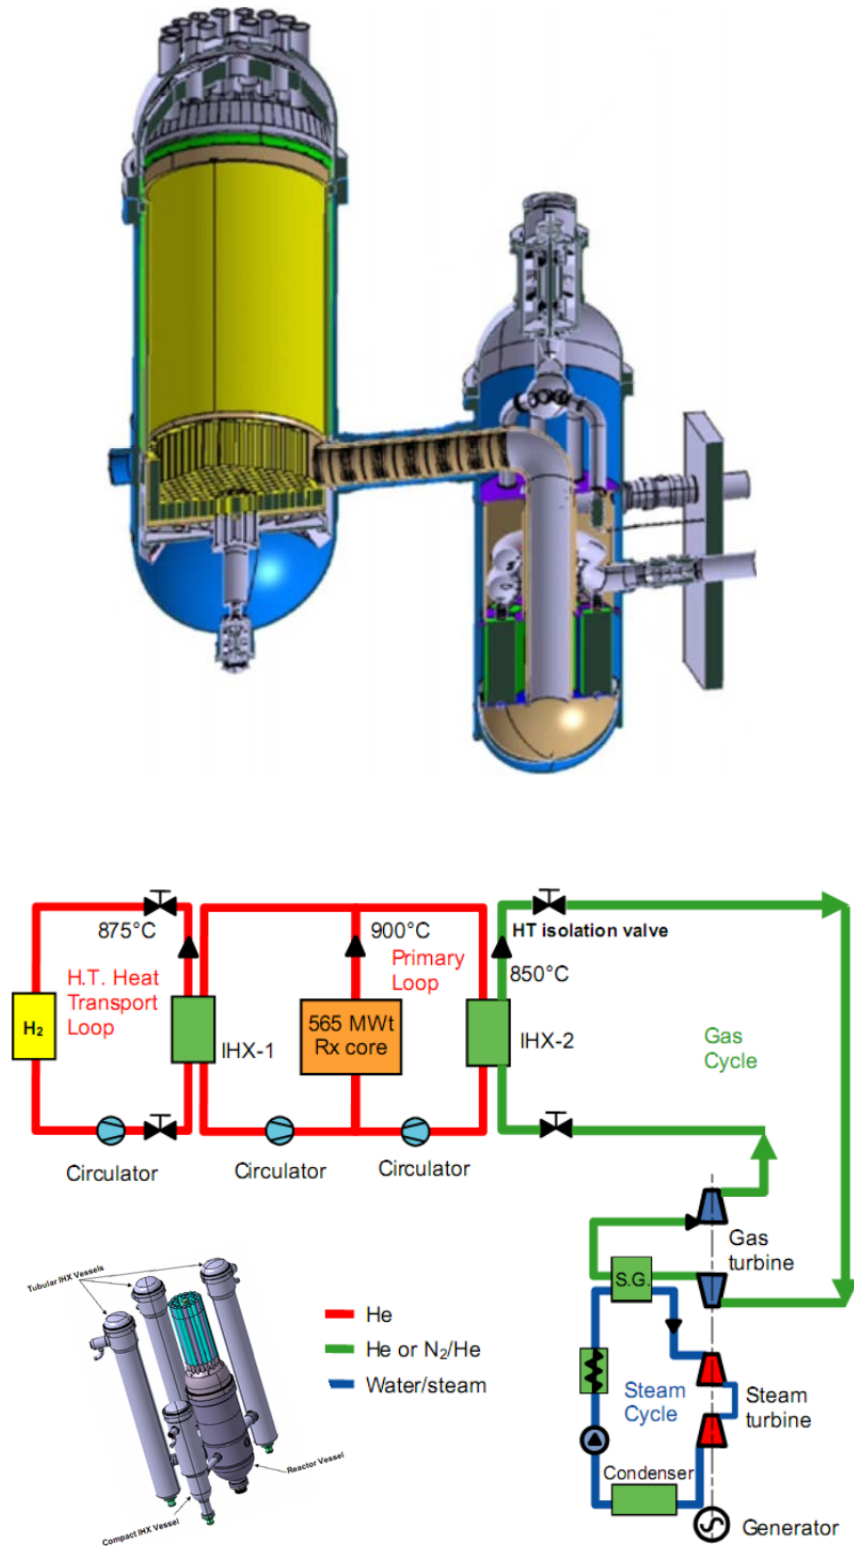 875°C
900°C
HT isolation valve
H.T. Heat
Transport
Loop
Primary
Loop
850°C
H₂
565 MWt
Rx core
IHX-1
IHX-2
Gas
Cycle
Circulator
Circulator
Circulator
Gas
turbine
S.G.
Tubular IHX Vessels
Reactor Vessel
Compact IHX Vessel
He
He or N₂/He
Water/steam
Steam
Cycle
Steam
turbine
Condenser
Generator